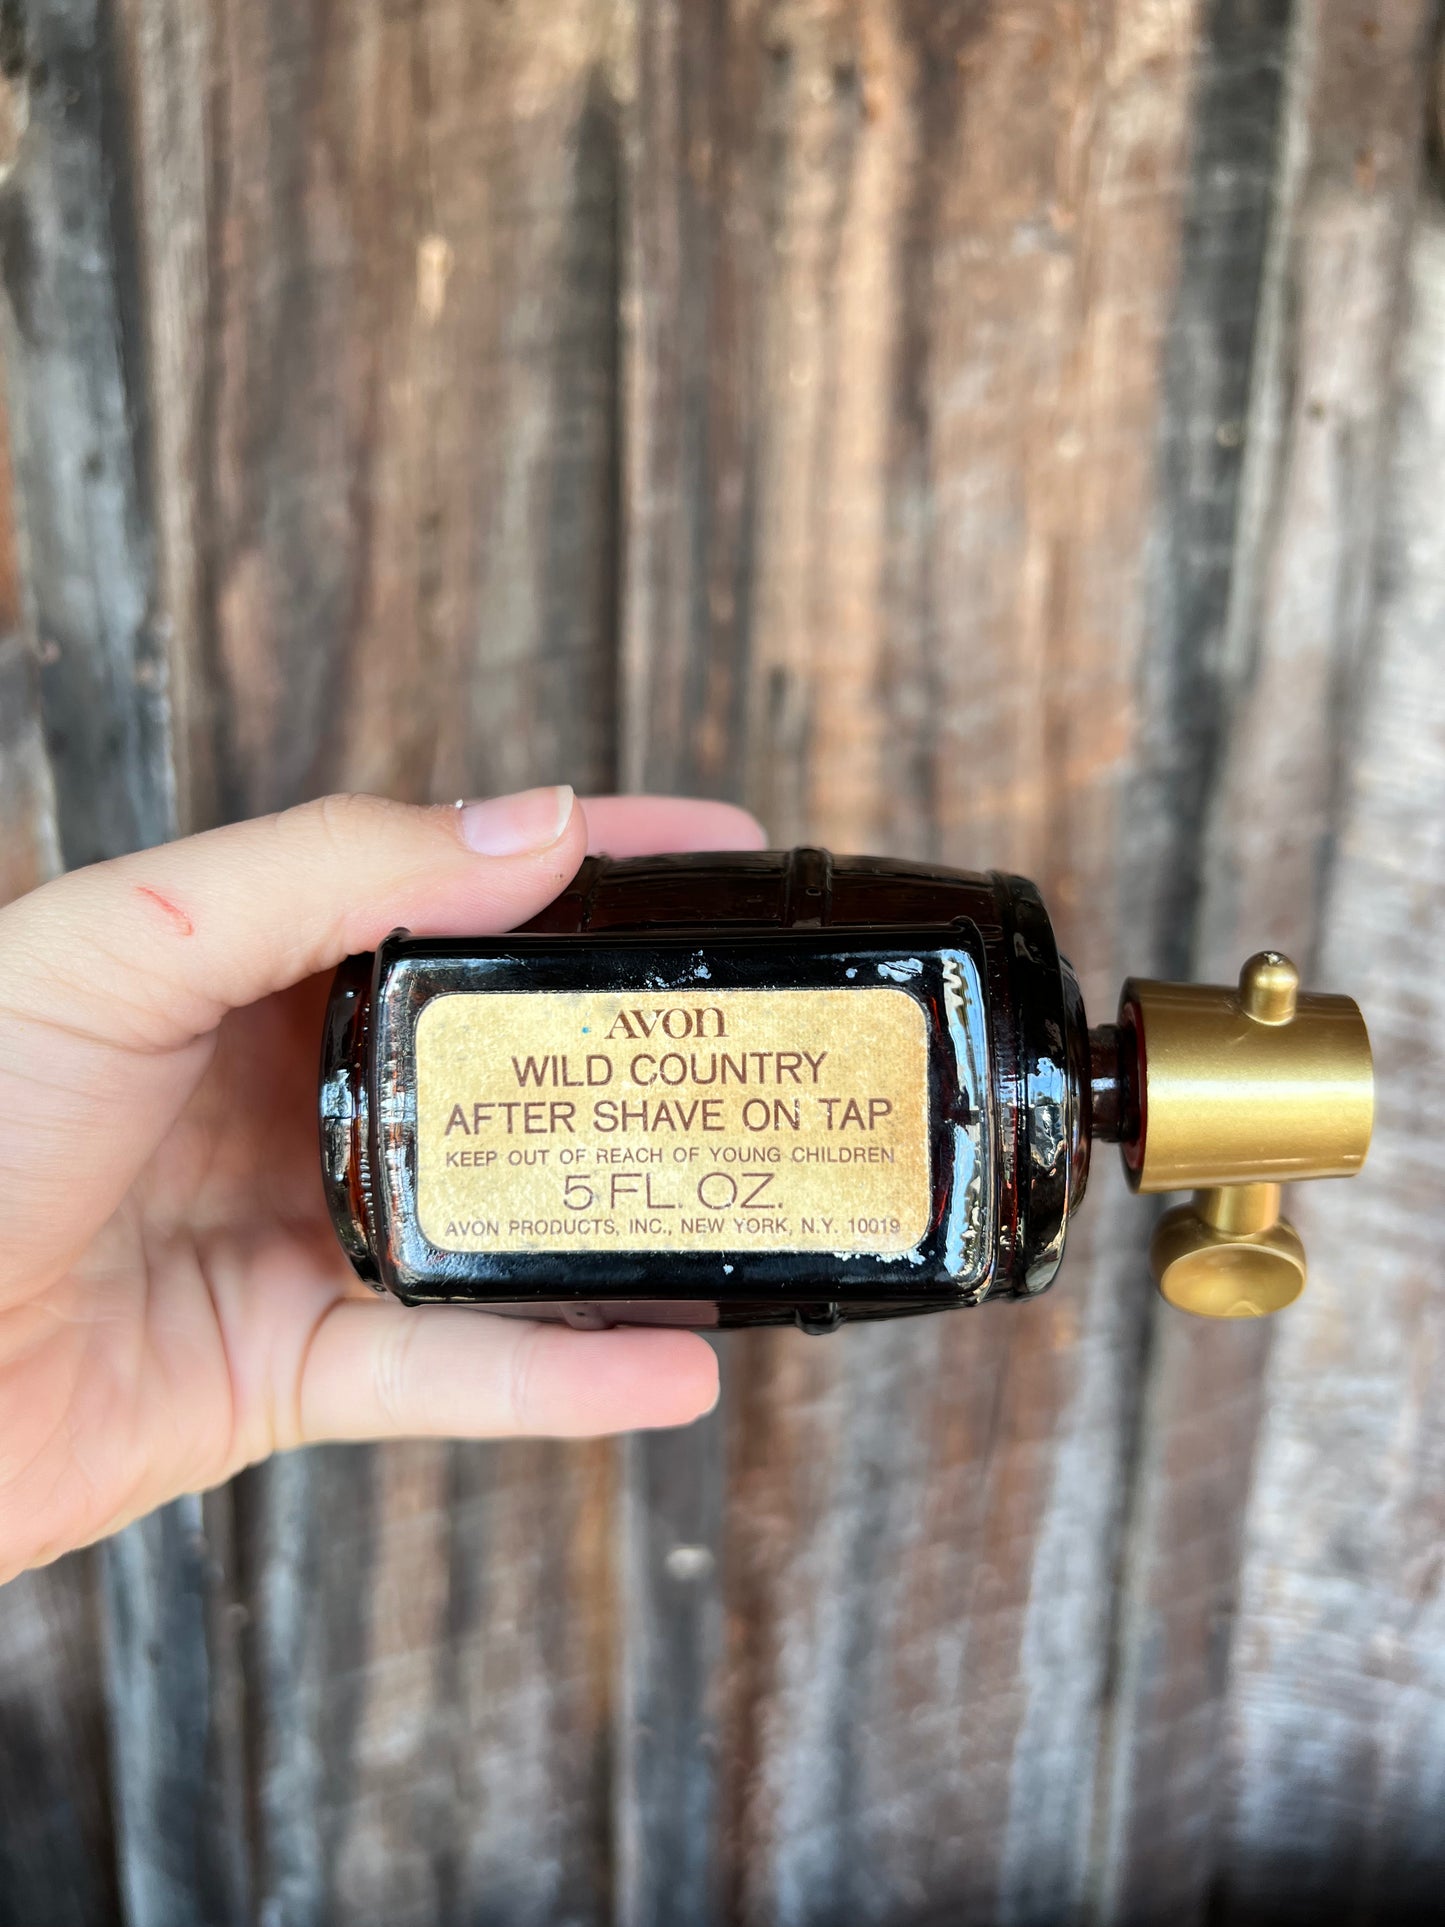 AVON
WILD COUNTRY
AFTER SHAVE ON TAP
KEEP OUT OF REACH OF YOUNG CHILDREN
5 FL. OZ.
AVON PRODUCTS, INC., NEW YORK, N.Y. 10019